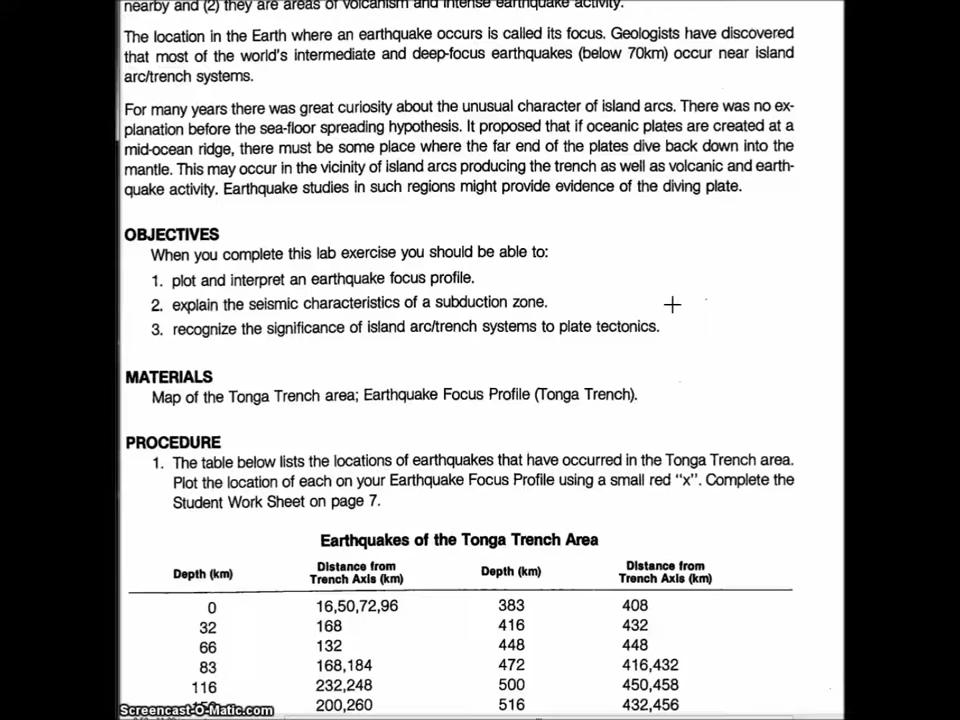 nearby and (2) they are areas of volcanism and intense earthquake activity.
The location in the Earth where an earthquake occurs is called its focus. Geologists have discovered
that most of the world's intermediate and deep-focus earthquakes (below 70km) occur near island
arc/trench systems.
For many years there was great curiosity about the unusual character of island arcs. There was no ex-
planation before the sea-floor spreading hypothesis. It proposed that if oceanic plates are created at a
mid-ocean ridge, there must be some place where the far end of the plates dive back down into the
mantle. This may occur in the vicinity of island arcs producing the trench as well as volcanic and earth-
quake activity. Earthquake studies in such regions might provide evidence of the diving plate.
OBJECTIVES
When you complete this lab exercise you should be able to:
1. plot and interpret an earthquake focus profile.
2. explain the seismic characteristics of a subduction zone.
3. recognize the significance of island arc/trench systems to plate tectonics.
MATERIALS
Map of the Tonga Trench area; Earthquake Focus Profile (Tonga Trench).
PROCEDURE
1. The table below lists the locations of earthquakes that have occurred in the Tonga Trench area.
Plot the location of each on your Earthquake Focus Profile using a small red "x". Complete the
Student Work Sheet on page 7.
Earthquakes of the Tonga Trench Area
Depth (km) Distance from Trench Axis (km) Depth (km) Distance from Trench Axis (km)
0 16,50,72,96 383 408
32 168 416 432
66 132 448 448
83 168,184 472 416,432
116 232,248 500 450,458
200,260 516 432,456
Screencast-O-Matic.com